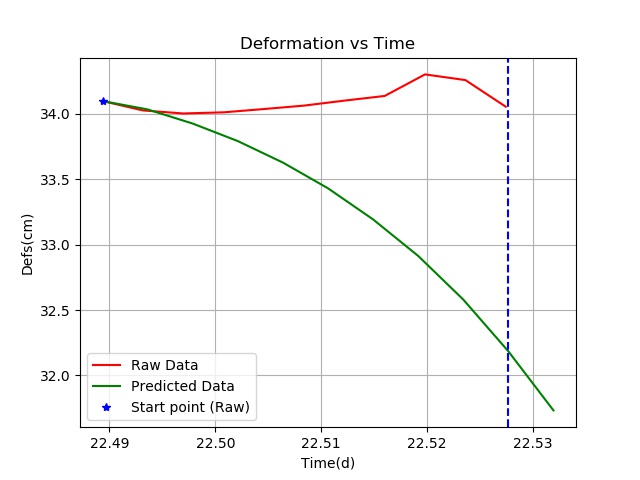 Deformation vs Time
Defs(cm)
34.0
33.5
33.0
32.5
32.0
Raw Data
Predicted Data
Start point (Raw)
22.49 22.50 22.51 22.52 22.53
Time(d)